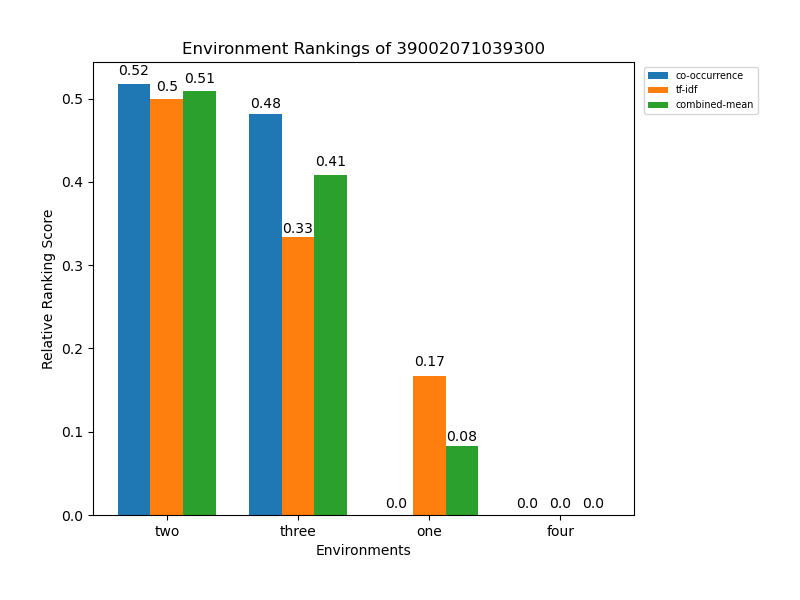 Environment Rankings of 39002071039300
co-occurrence
tf-idf
combined-mean
Relative Ranking Score
0.5
0.4
0.3
0.2
0.1
0.0
0.52
0.5
0.51
0.48
0.33
0.41
0.0
0.17
0.08
0.0
0.0
0.0
two three one four
Environments